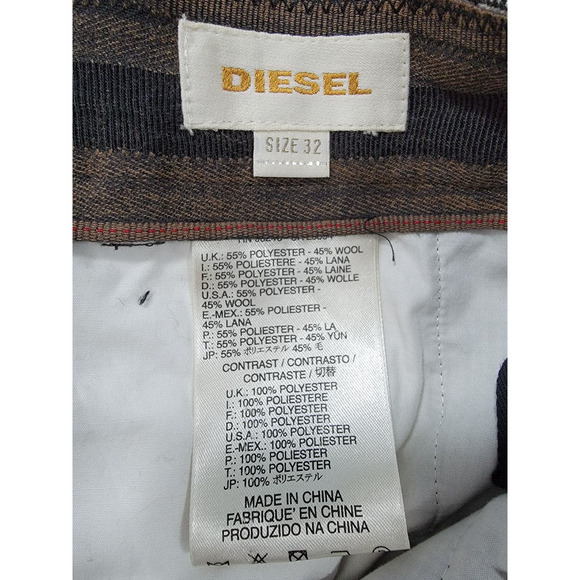 DIESEL
SIZE 32
U.K.: 55% POLYESTER - 45% WOOL
I.: 55% POLIESTERE - 45% LANA
F.: 55% POLYESTER - 45% LAINE
D.: 55% POLYESTER - 45% WOLLE
U.S.A.: 55% POLYESTER -
45% WOOL
E.-MEX.: 55% POLIESTER -
45% LANA
P.: 55% POLIESTER - 45% LA
T.: 55% POLYESTER - 45% YÜN
JP: 55% ポリエステル 45% 毛
CONTRAST / CONTRASTO /
CONTRASTE / 切替
U.K.: 100% POLYESTER
I.: 100% POLIESTERE
F.: 100% POLYESTER
D.: 100% POLYESTER
U.S.A.: 100% POLYESTER
E.-MEX.: 100% POLIESTER
P.: 100% POLIESTER
T.: 100% POLYESTER
JP: 100% ポリエステル
MADE IN CHINA
FABRIQUE' EN CHINE
PRODUZIDO NA CHINA